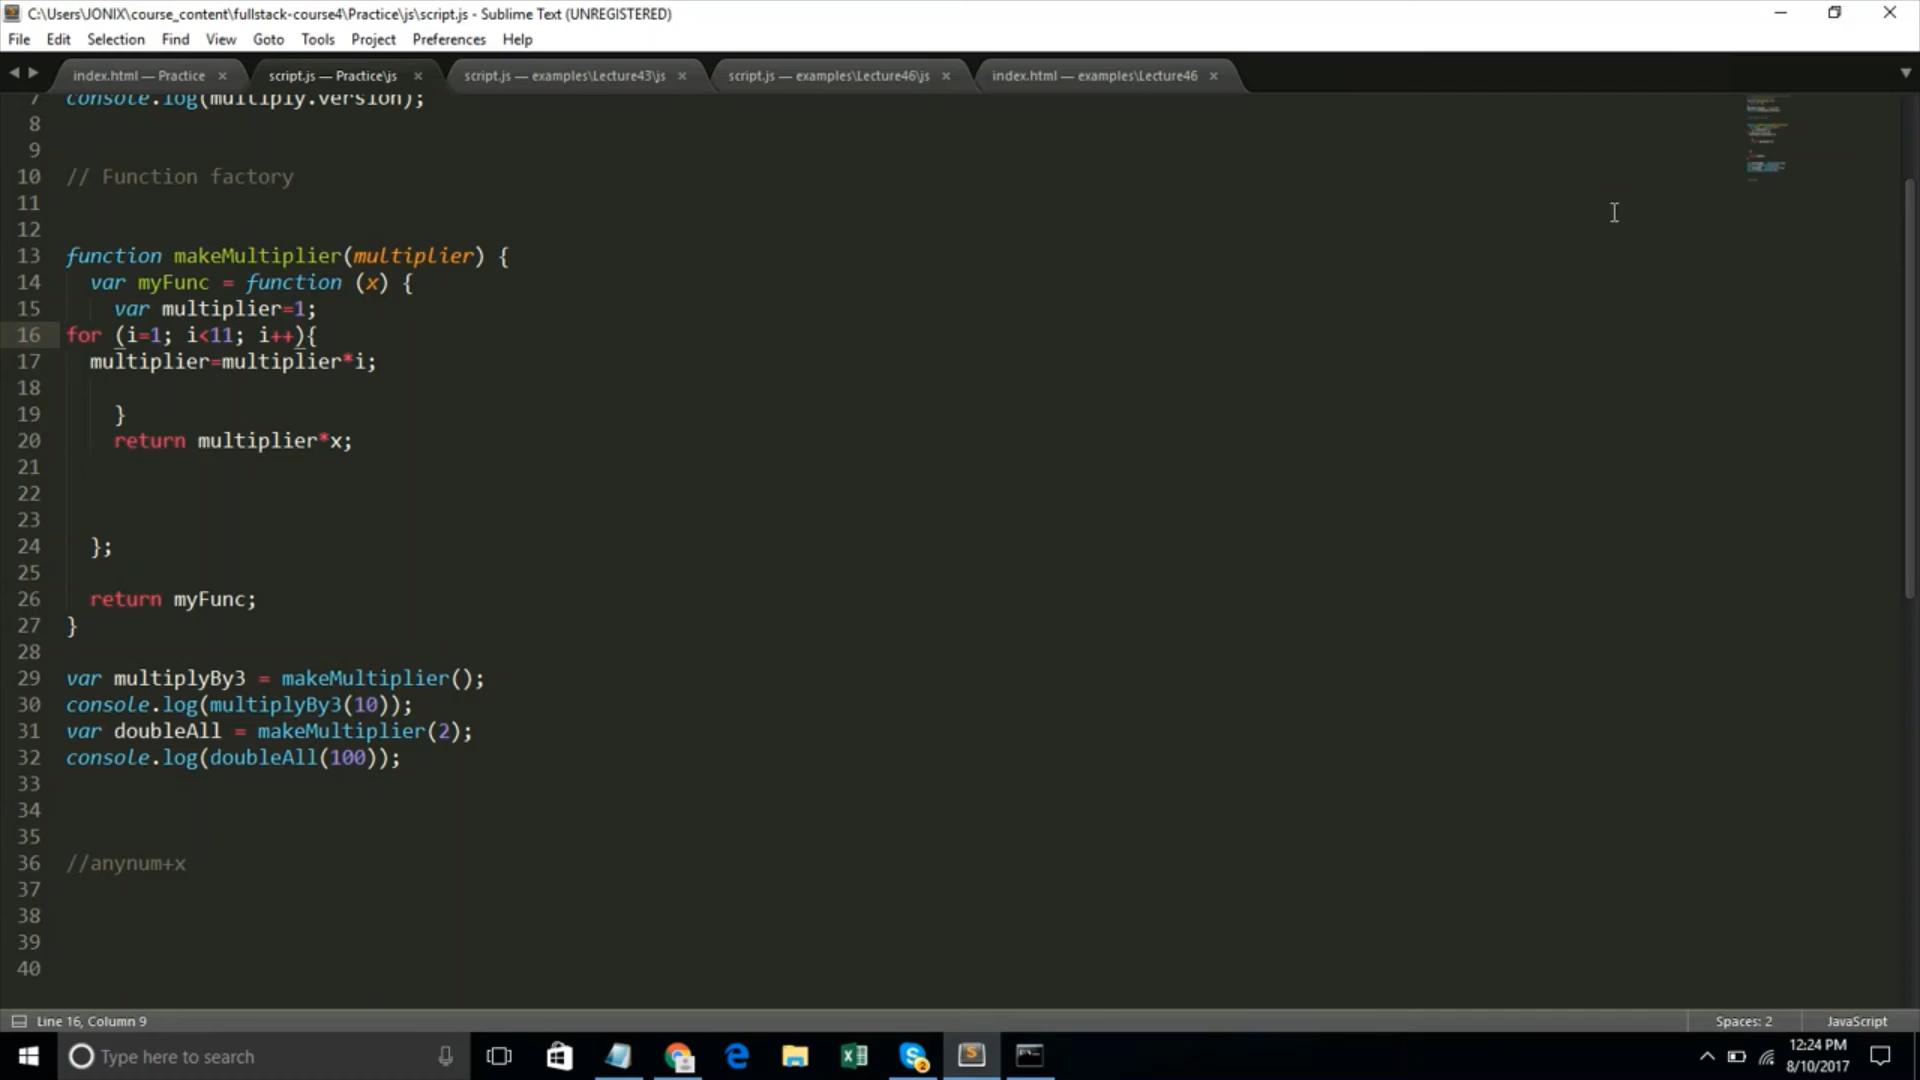 C:\Users\JONIX\course_content\fullstack-course4\Practice\js\script.js - Sublime Text (UNREGISTERED)
File Edit Selection Find View Goto Tools Project Preferences Help
index.html — Practice script.js — Practice\js script.js — examples\Lecture43\js script.js — examples\Lecture46\js index.html — examples\Lecture46
7 console.log(multiply.version);
8
9
10 // Function factory
11
12
13 function makeMultiplier(multiplier) {
14 var myFunc = function (x) {
15 var multiplier=1;
16 for (i=1; i<11; i++){
17 multiplier=multiplier*i;
18
19 }
20 return multiplier*x;
21
22
23
24 };
25
26 return myFunc;
27 }
28
29 var multiplyBy3 = makeMultiplier();
30 console.log(multiplyBy3(10));
31 var doubleAll = makeMultiplier(2);
32 console.log(doubleAll(100));
33
34
35
36 //anynum+x
37
38
39
40
Line 16, Column 9 Spaces: 2 JavaScript
Type here to search
12:24 PM
8/10/2017